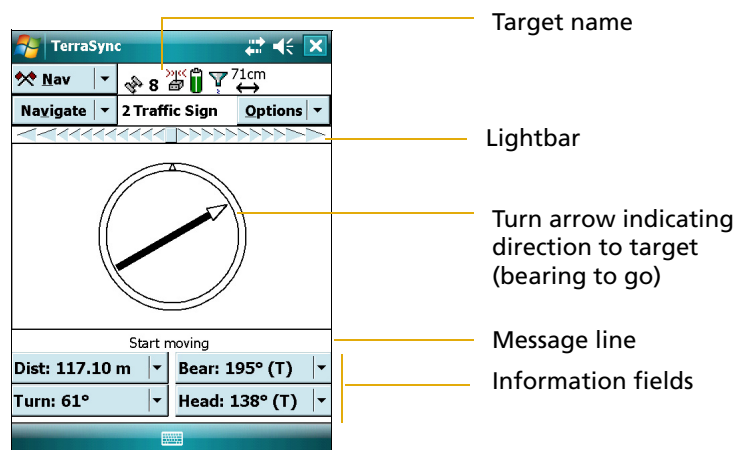 Target name
TerraSync
Nav 8 71cm
Navigate 2 Traffic Sign Options
Lightbar
Turn arrow indicating
direction to target
(bearing to go)
Start moving
Message line
Dist: 117.10 m Bear: 195° (T)
Information fields
Turn: 61° Head: 138° (T)